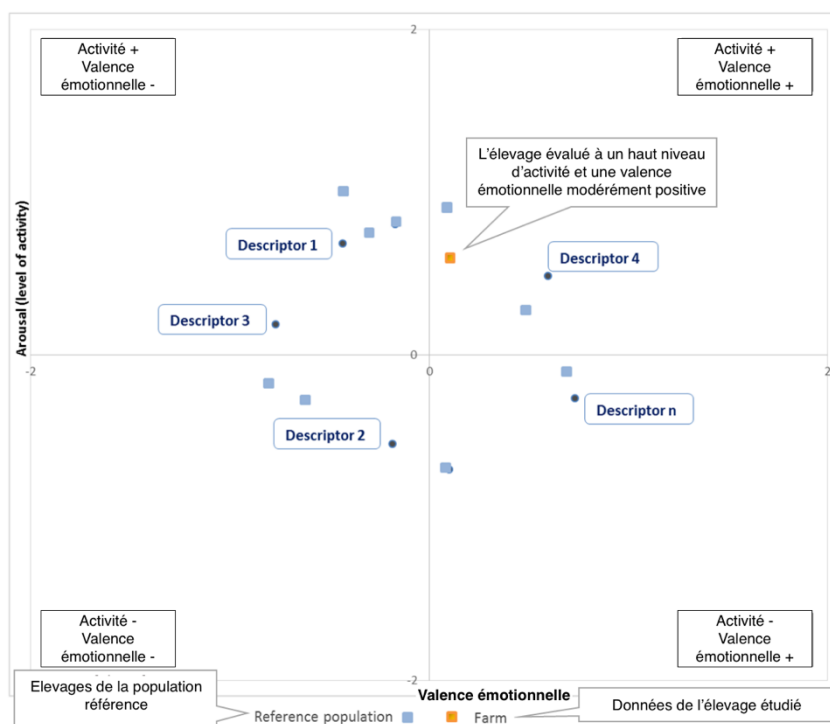 2
Activité +
Valence
émotionnelle -
Activité +
Valence
émotionnelle +
L'élevage évalué à un haut niveau
d'activité et une valence
émotionnelle modérément positive
Arousal (level of activity)
Descriptor 1
Descriptor 4
Descriptor 3
0
-2
0
2
Descriptor n
Descriptor 2
Activité -
Valence
émotionnelle -
Activité -
Valence
émotionnelle +
-2
Elevages de la population
référence
Valence émotionnelle
Reference population
Farm
Données de l'élevage étudié